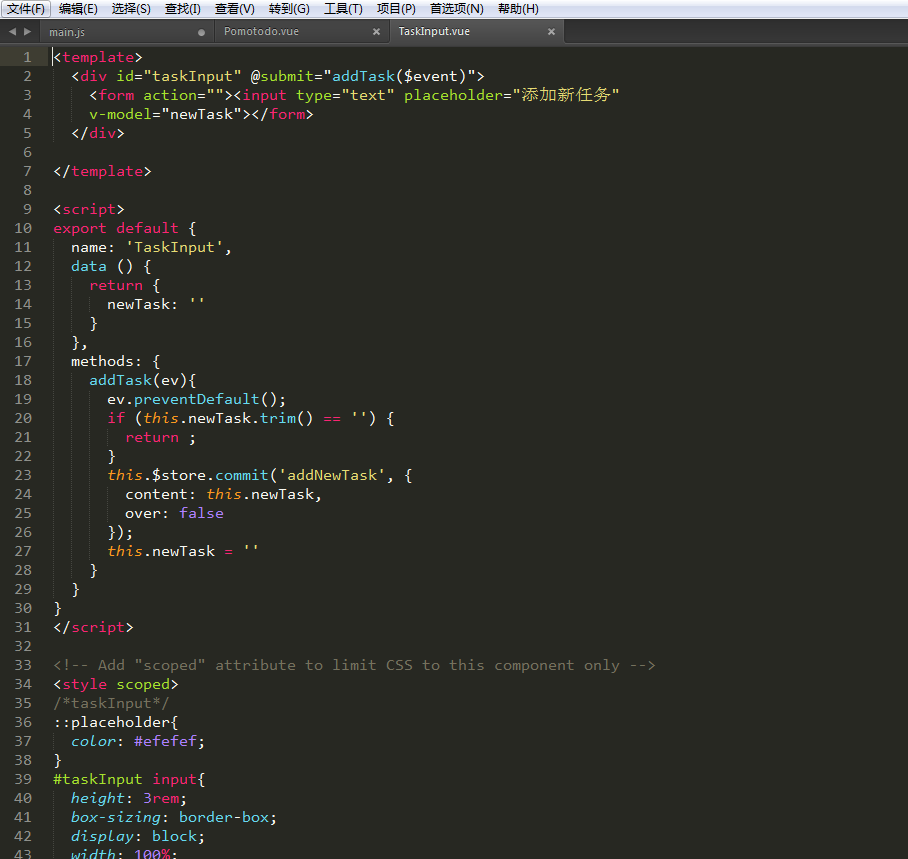 文件(F) 编辑(E) 选择(S) 查找(I) 查看(V) 转到(G) 工具(T) 项目(P) 首选项(N) 帮助(H)
main.js Pomotodo.vue × TaskInput.vue ×
1 <template>
2 <div id="taskInput" @submit="addTask($event)">
3 <form action=""><input type="text" placeholder="添加新任务"
4 v-model="newTask"></form>
5 </div>
6
7 </template>
8
9 <script>
10 export default {
11 name: 'TaskInput',
12 data () {
13 return {
14 newTask: ''
15 }
16 },
17 methods: {
18 addTask(ev){
19 ev.preventDefault();
20 if (this.newTask.trim() == '') {
21 return ;
22 }
23 this.$store.commit('addNewTask', {
24 content: this.newTask,
25 over: false
26 });
27 this.newTask = ''
28 }
29 }
30 }
31 </script>
32
33 <!-- Add "scoped" attribute to limit CSS to this component only -->
34 <style scoped>
35 /*taskInput*/
36 ::placeholder{
37 color: #efefef;
38 }
39 #taskInput input{
40 height: 3rem;
41 box-sizing: border-box;
42 display: block;
43 width: 100%;